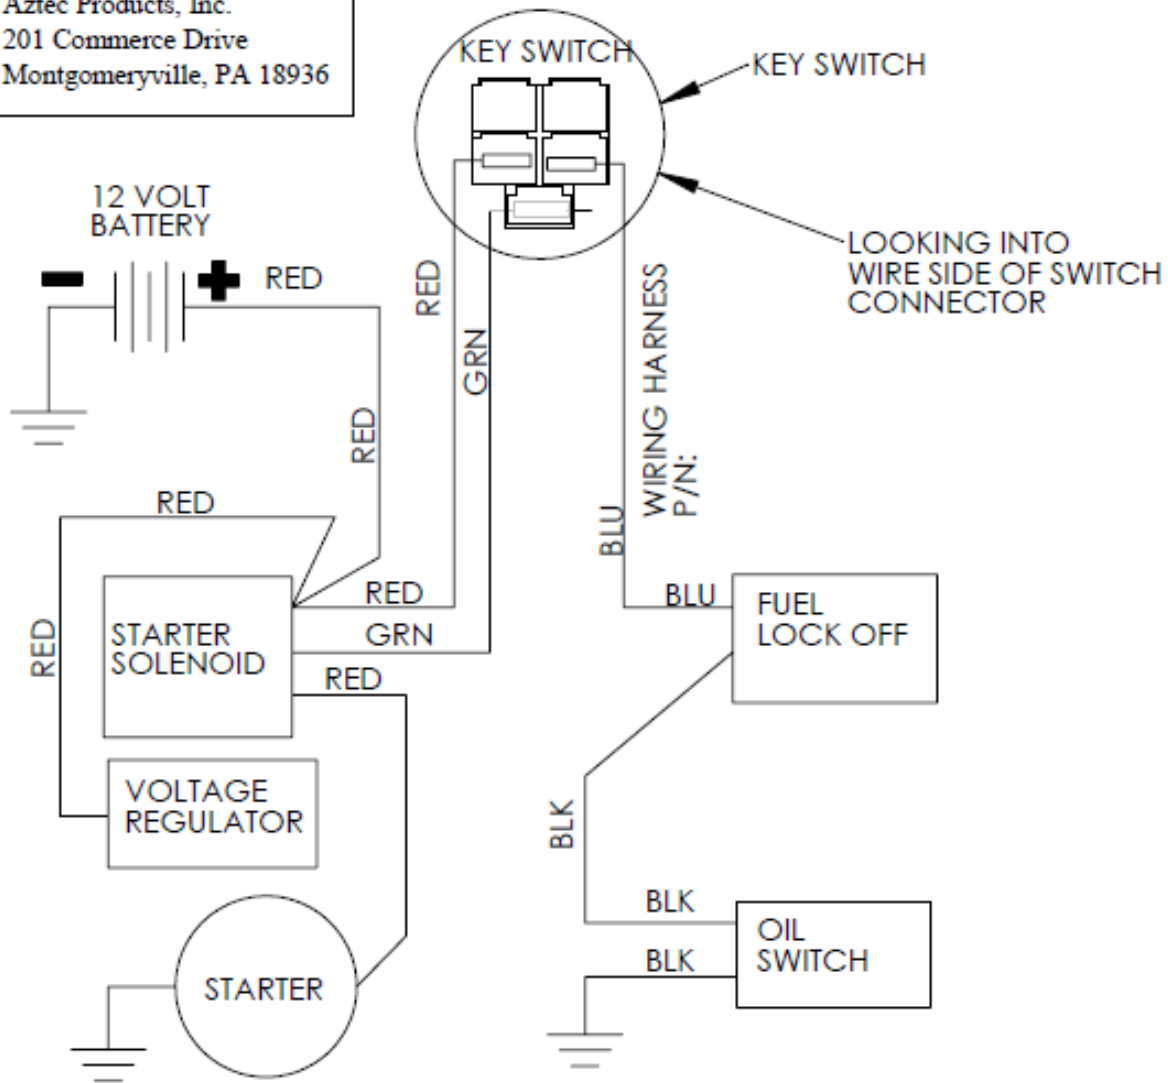 Aztec Products, Inc.
201 Commerce Drive
Montgomeryville, PA 18936
KEY SWITCH
KEY SWITCH
LOOKING INTO
WIRE SIDE OF SWITCH
CONNECTOR
12 VOLT
BATTERY
RED
RED
GRN
WIRING HARNESS
P/N:
RED
RED
BLU
RED
GRN
RED
BLU
FUEL
LOCK OFF
STARTER
SOLENOID
RED
VOLTAGE
REGULATOR
BLK
BLK
BLK
OIL
SWITCH
STARTER